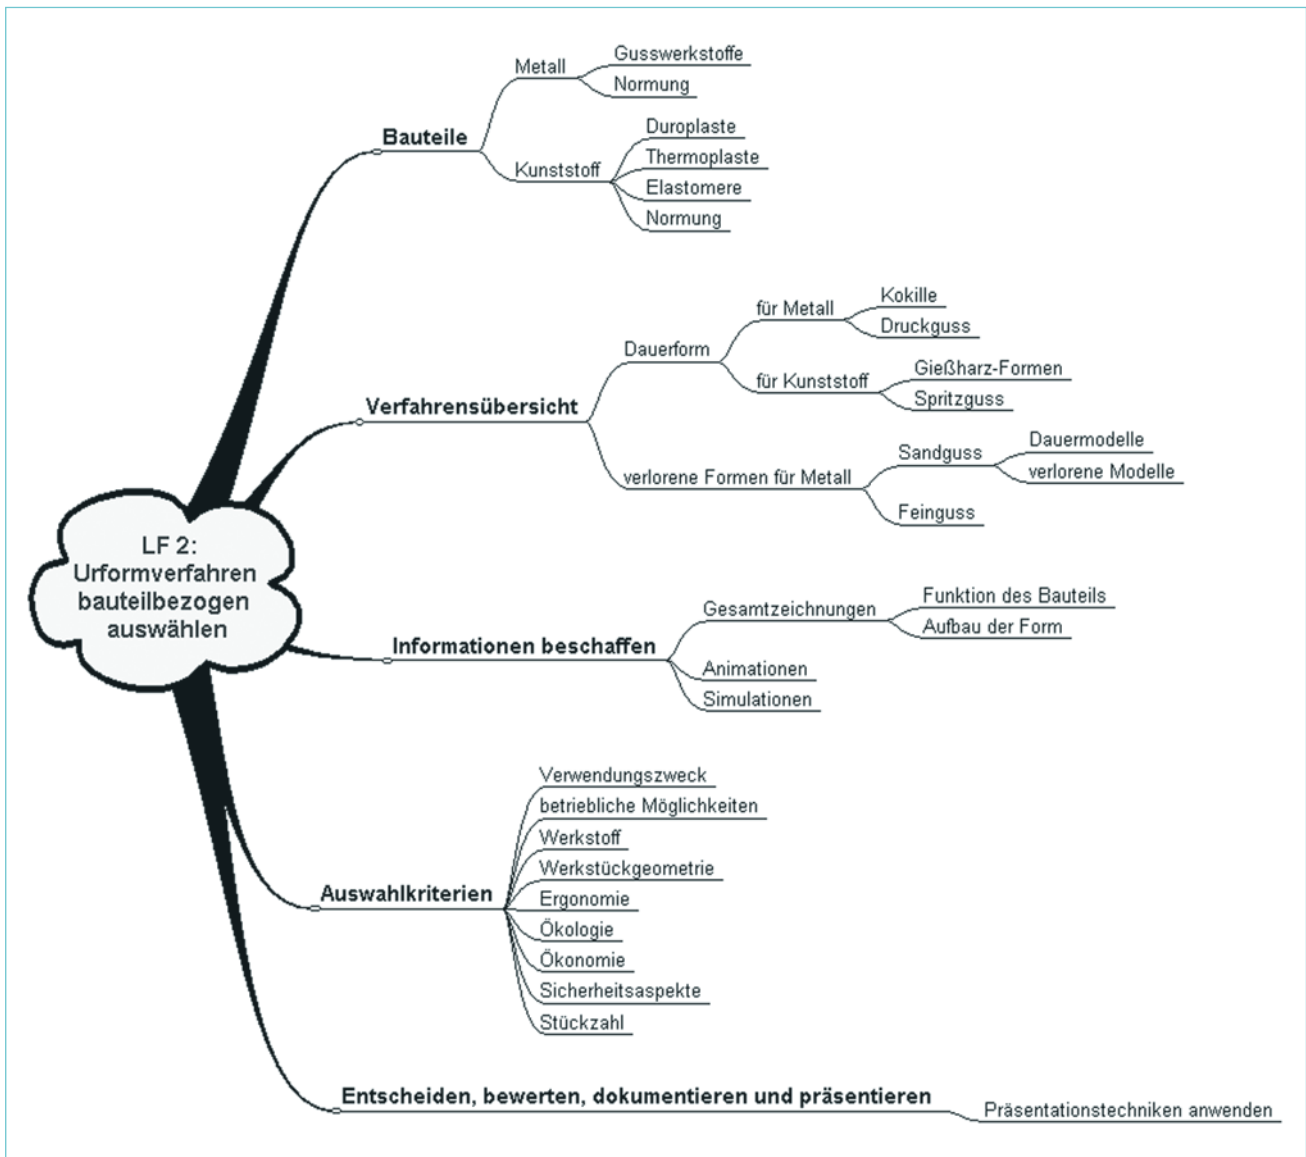 Gusswerkstoffe
Metall
Normung
Bauteile
Duroplaste
Thermoplaste
Kunststoff
Elastomere
Normung
Kokille
für Metall
Druckguss
Dauerform
Gießharz-Formen
für Kunststoff
Spritzguss
Verfahrensübersicht
Dauermodelle
Sandguss
verlorene Modelle
verlorene Formen für Metall
Feinguss
LF 2:
Urformverfahren
bauteilbezogen
auswählen
Funktion des Bauteils
Gesamtzeichnungen
Aufbau der Form
Informationen beschaffen
Animationen
Simulationen
Verwendungszweck
betriebliche Möglichkeiten
Werkstoff
Werkstückgeometrie
Auswahlkriterien
Ergonomie
Ökologie
Ökonomie
Sicherheitsaspekte
Stückzahl
Entscheiden, bewerten, dokumentieren und präsentieren
Präsentationstechniken anwenden